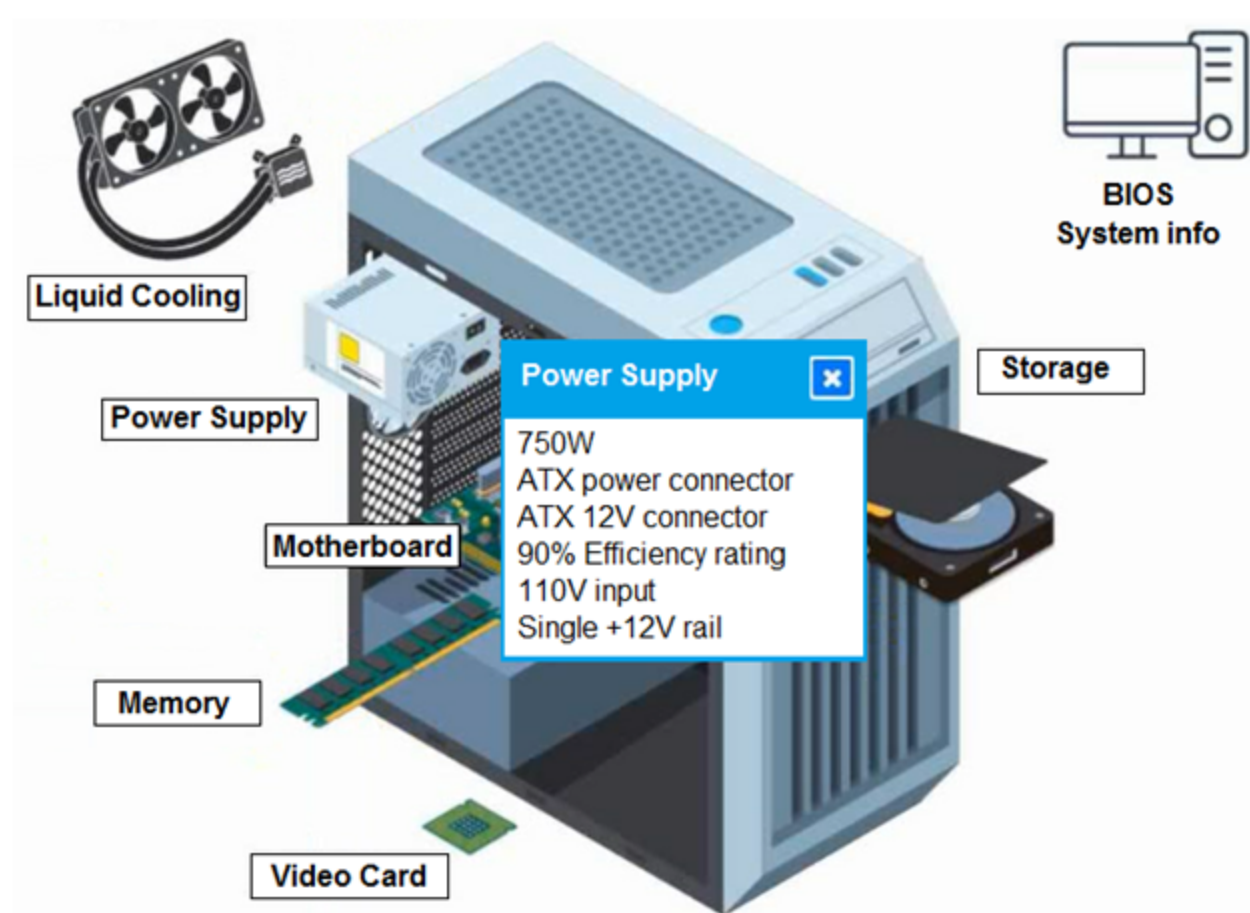 BIOS
System info
Liquid Cooling
Power Supply
Storage
Power Supply
750W
ATX power connector
ATX 12V connector
90% Efficiency rating
110V input
Single +12V rail
Motherboard
Memory
Video Card